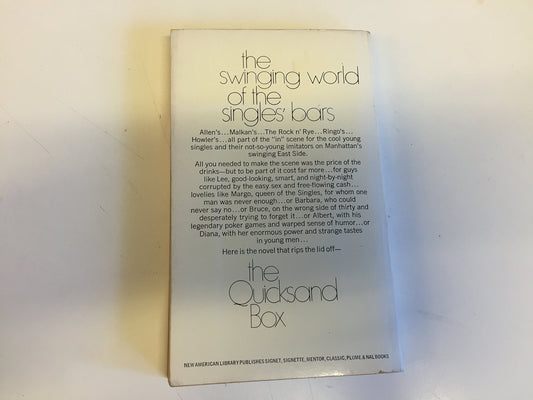 the
swinging world
of the
singles' bars
Allen's...Malkan's...The Rock n' Rye...Ringo's...
Howler's...all part of the "in" scene for the cool young
singles and their not-so-young imitators on Manhattan's
swinging East Side.
All you needed to make the scene was the price of the
drinks—but to be part of it cost far more...for guys
like Lee, good-looking, smart, and night-by-night
corrupted by the easy sex and free-flowing cash...
lovelies like Margo, queen of the Singles, for whom one
man was never enough...or Barbara, who could
never say no...or Bruce, on the wrong side of thirty and
desperately trying to forget it...or Albert, with his
legendary poker games and warped sense of humor...or
Diana, with her enormous power and strange tastes
in young men...
Here is the novel that rips the lid off—
the
Quicksand
Box
NEW AMERICAN LIBRARY PUBLISHES SIGNET, SIGNETTE, MENTOR, CLASSIC, PLUME & NAL BOOKS